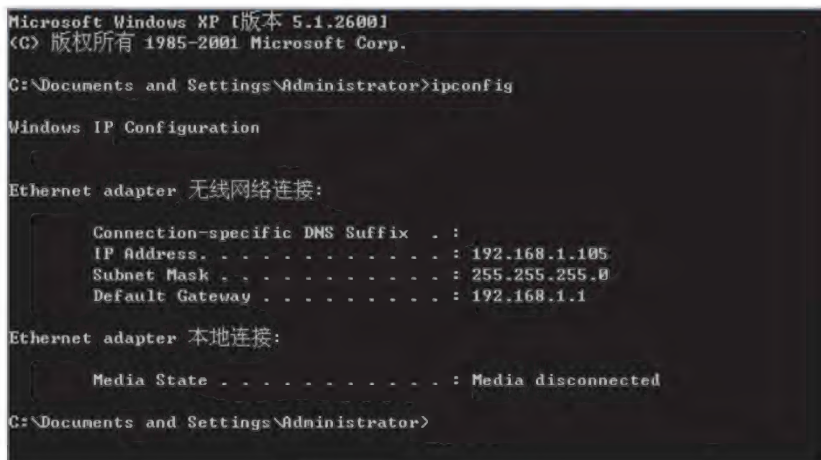 Microsoft Windows XP [版本 5.1.2600]
(C) 版权所有 1985-2001 Microsoft Corp.
C:\Documents and Settings\Administrator>ipconfig
Windows IP Configuration
Ethernet adapter 无线网络连接:
Connection-specific DNS Suffix . :
IP Address. . . . . . . . . . . . : 192.168.1.105
Subnet Mask . . . . . . . . . . . : 255.255.255.0
Default Gateway . . . . . . . . . : 192.168.1.1
Ethernet adapter 本地连接:
Media State . . . . . . . . . . . : Media disconnected
C:\Documents and Settings\Administrator>